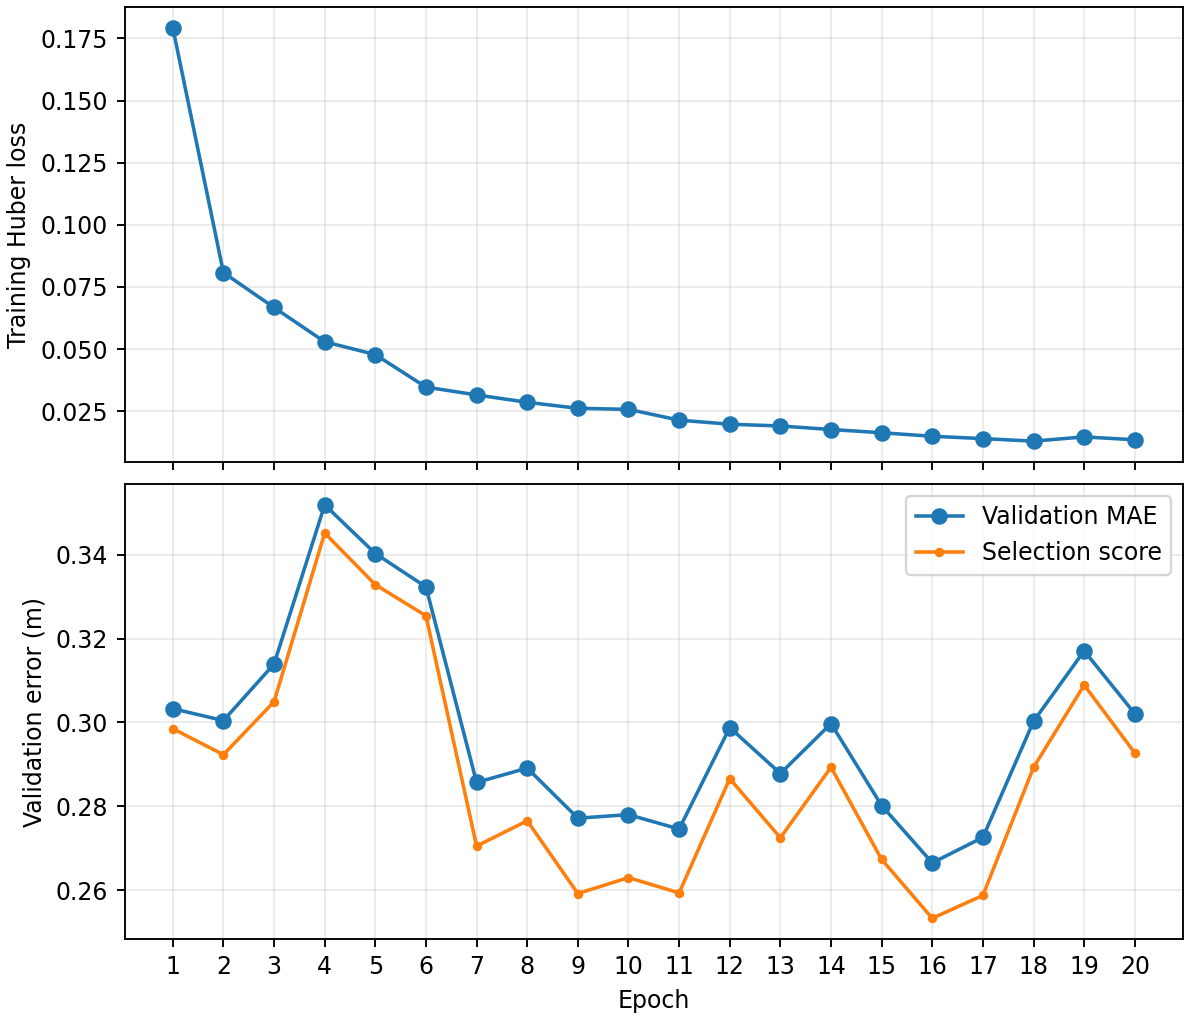 Training Huber loss
0.175
0.150
0.125
0.100
0.075
0.050
0.025
Validation error (m)
0.34
0.32
0.30
0.28
0.26
Validation MAE
Selection score
1 2 3 4 5 6 7 8 9 10 11 12 13 14 15 16 17 18 19 20
Epoch